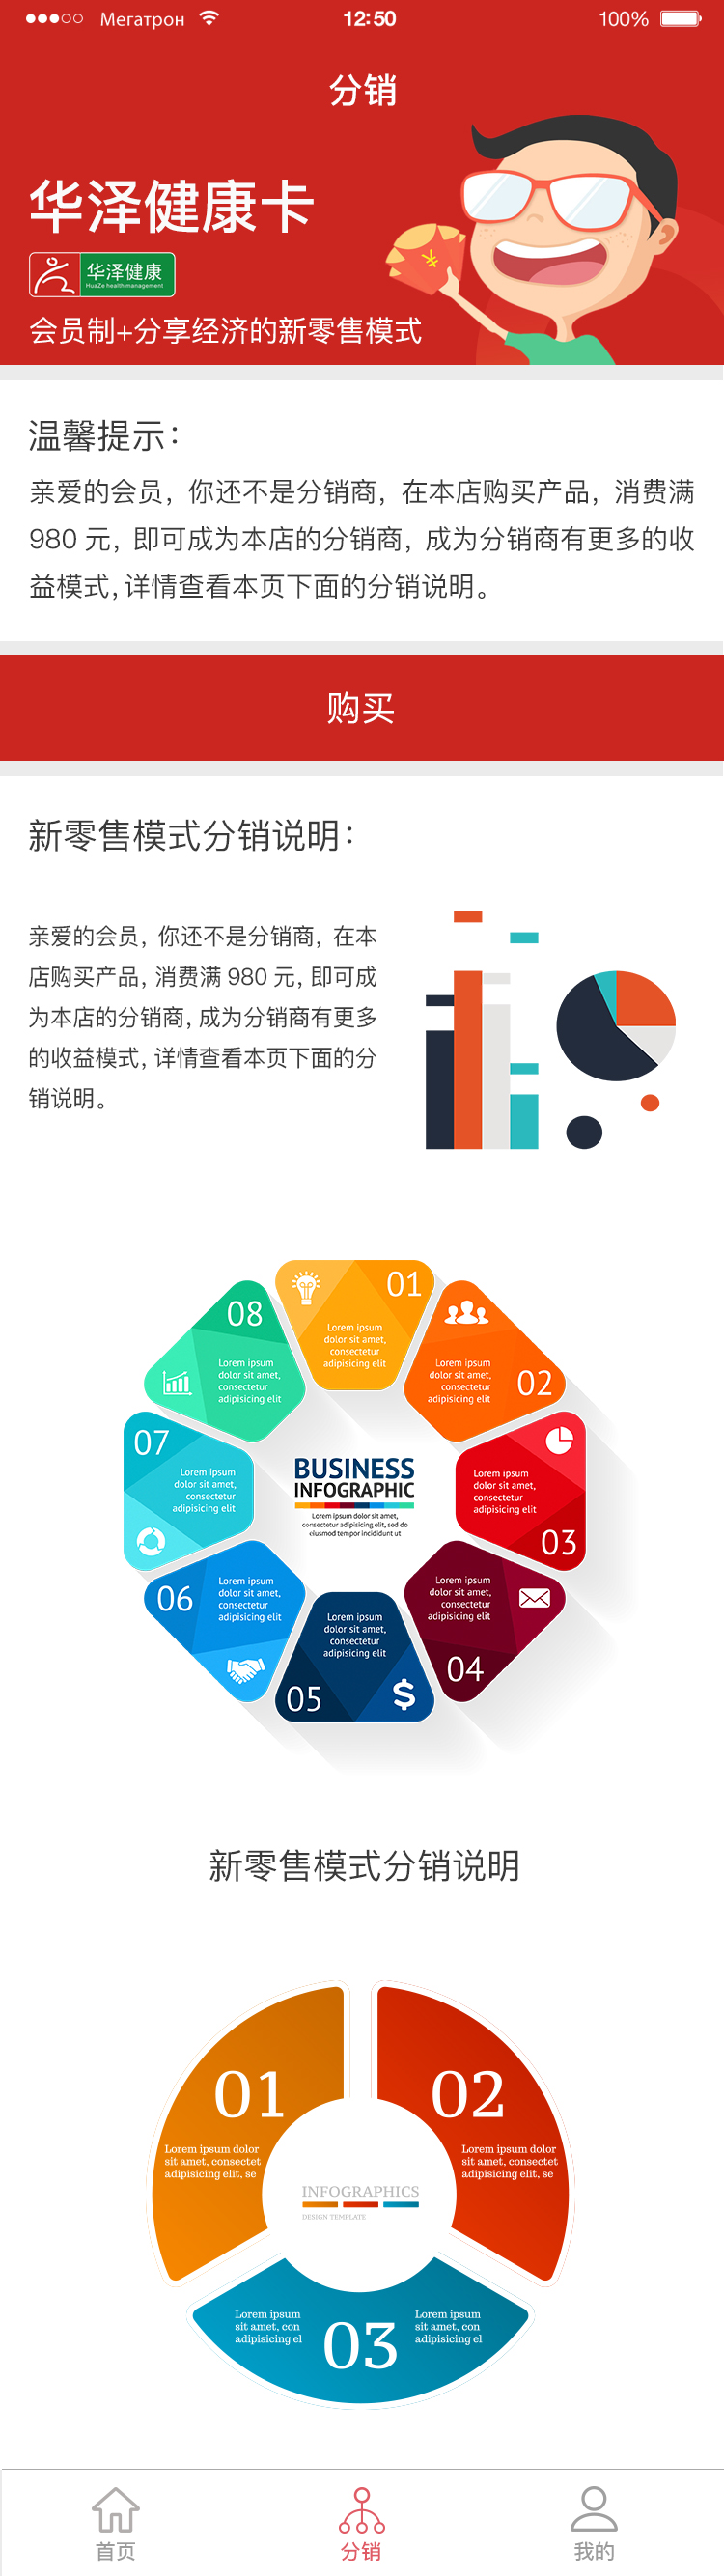 Мегатрон
12:50
100%
分销
华泽健康卡
华泽健康
HuaZe health management
会员制+分享经济的新零售模式
温馨提示：
亲爱的会员，你还不是分销商，在本店购买产品，消费满
980 元，即可成为本店的分销商，成为分销商有更多的收
益模式，详情查看本页下面的分销说明。
购买
新零售模式分销说明：
亲爱的会员，你还不是分销商，在本
店购买产品，消费满 980 元，即可成
为本店的分销商，成为分销商有更多
的收益模式，详情查看本页下面的分
销说明。
01
Lorem ipsum
dolor sit amet,
consectetur
adipisicing elit
02
Lorem ipsum
dolor sit amet,
consectetur
adipisicing elit
03
Lorem ipsum
dolor sit amet,
consectetur
adipisicing elit
04
Lorem ipsum
dolor sit amet,
consectetur
adipisicing elit
05
Lorem ipsum
dolor sit amet,
consectetur
adipisicing elit
$
06
Lorem ipsum
dolor sit amet,
consectetur
adipisicing elit
07
Lorem ipsum
dolor sit amet,
consectetur
adipisicing elit
08
Lorem ipsum
dolor sit amet,
consectetur
adipisicing elit
BUSINESS
INFOGRAPHIC
Lorem ipsum dolor sit amet,
consectetur adipisicing elit, sed do
eiusmod tempor incididunt ut
新零售模式分销说明
01
Lorem ipsum dolor
sit amet, consectet
adipisicing elit, se
02
Lorem ipsum dolor
sit amet, consectet
adipisicing elit, se
INFOGRAPHICS
DESIGN TEMPLATE
Lorem ipsum
sit amet, con
adipisicing el
03
Lorem ipsum
sit amet, con
adipisicing el
首页
分销
我的